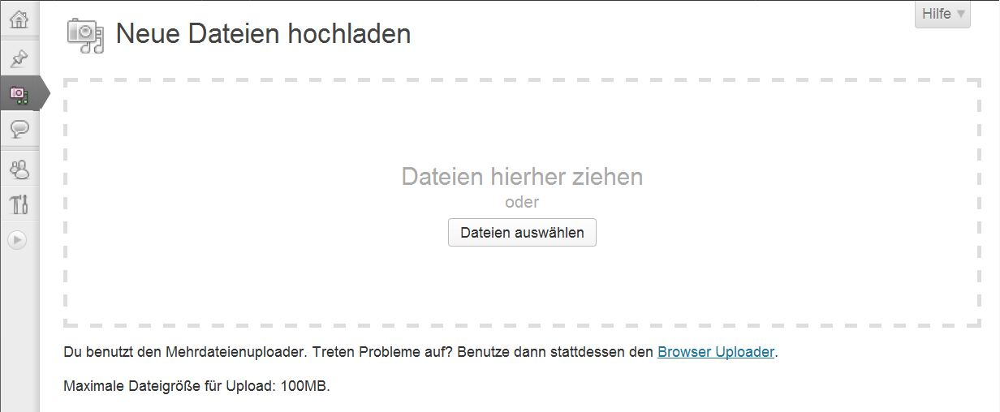 Hilfe
Neue Dateien hochladen
Dateien hierher ziehen
oder
Dateien auswählen
Du benutzt den Mehrdateienuploader. Treten Probleme auf? Benutze dann stattdessen den Browser Uploader.
Maximale Dateigröße für Upload: 100MB.